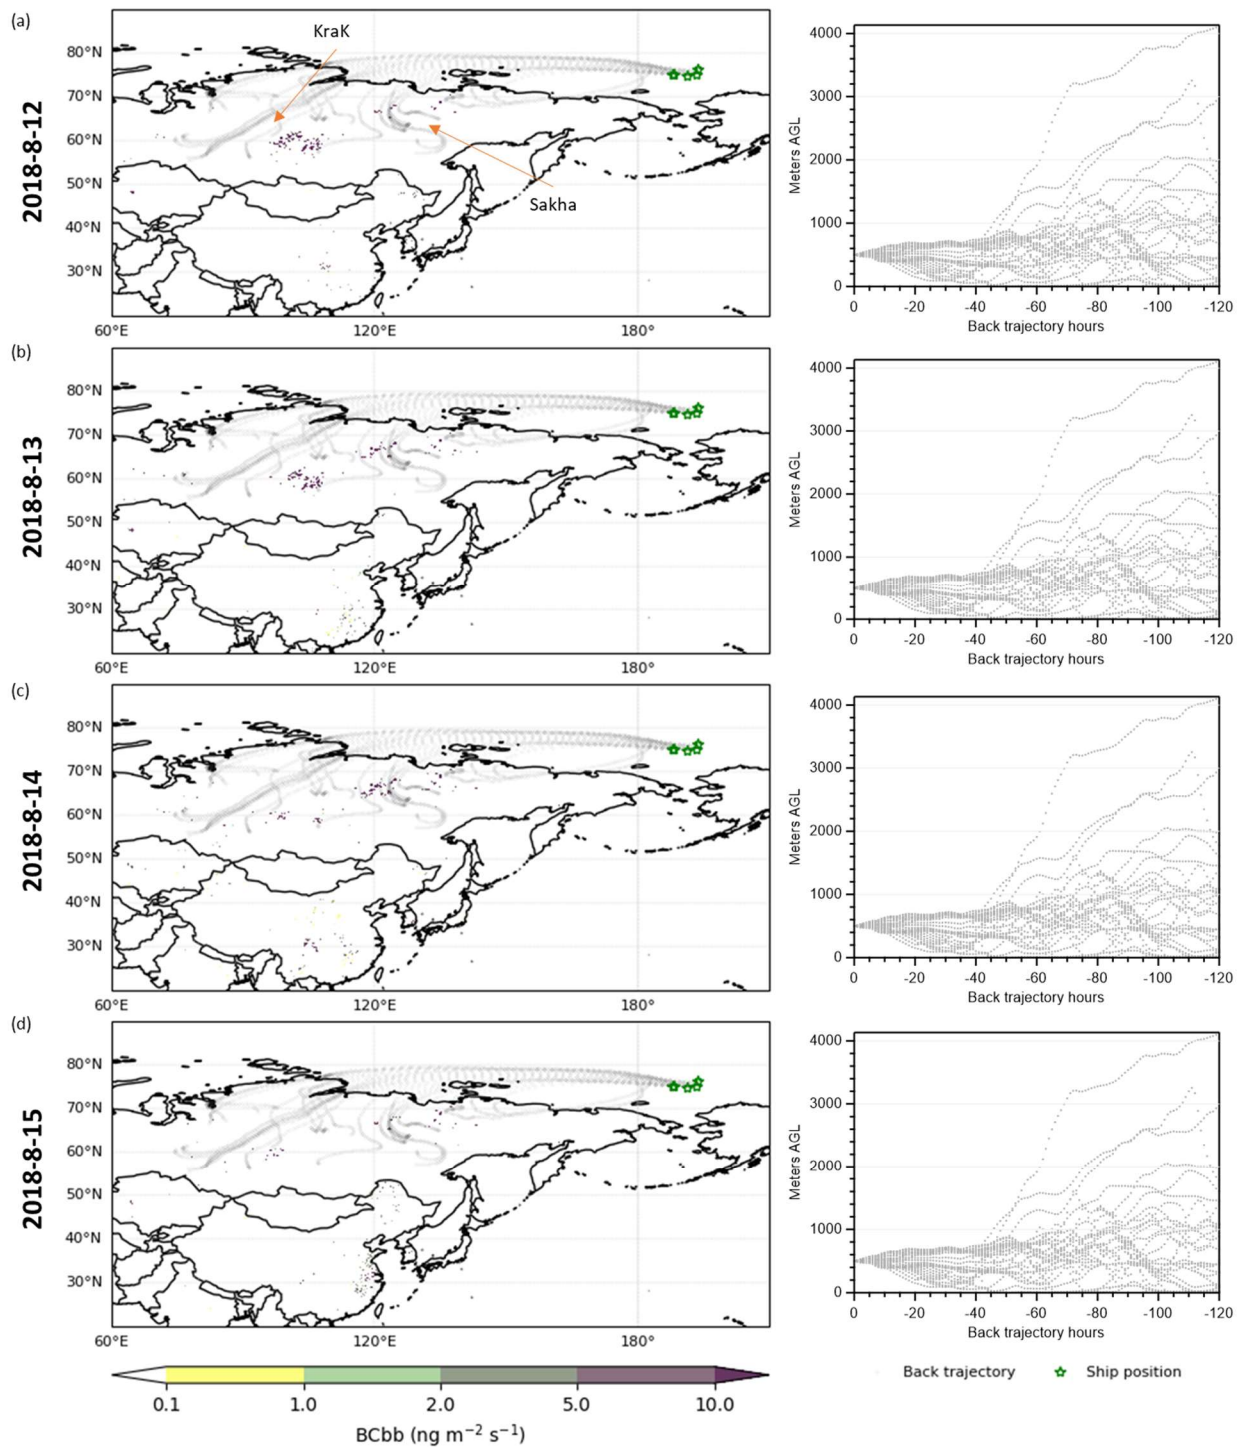 (a)
2018-8-12
KraK
Sakha
80°N
70°N
60°N
50°N
40°N
30°N
60°E 120°E 180°
Meters AGL
4000
3000
2000
1000
0
0 -20 -40 -60 -80 -100 -120
Back trajectory hours
(b)
2018-8-13
80°N
70°N
60°N
50°N
40°N
30°N
60°E 120°E 180°
Meters AGL
4000
3000
2000
1000
0
0 -20 -40 -60 -80 -100 -120
Back trajectory hours
(c)
2018-8-14
80°N
70°N
60°N
50°N
40°N
30°N
60°E 120°E 180°
Meters AGL
4000
3000
2000
1000
0
0 -20 -40 -60 -80 -100 -120
Back trajectory hours
(d)
2018-8-15
80°N
70°N
60°N
50°N
40°N
30°N
60°E 120°E 180°
Meters AGL
4000
3000
2000
1000
0
0 -20 -40 -60 -80 -100 -120
Back trajectory hours
0.1 1.0 2.0 5.0 10.0
BCbb (ng m⁻² s⁻¹)
Back trajectory Ship position